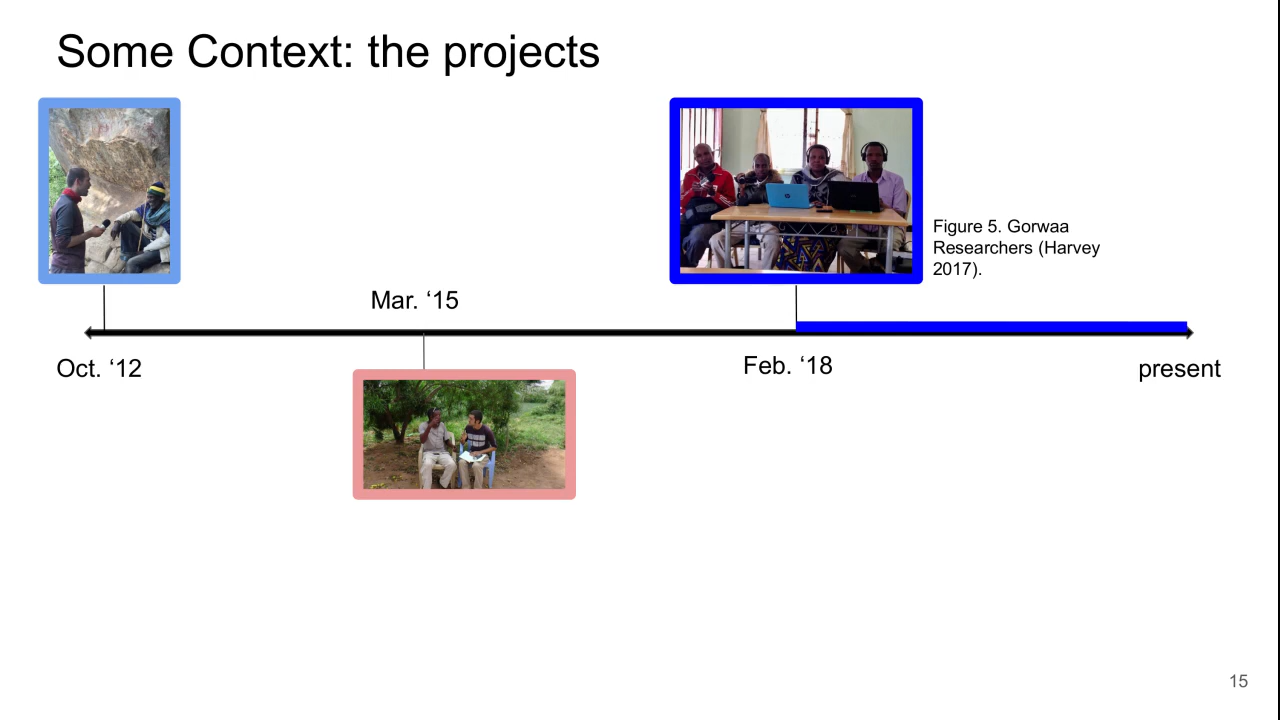 Some Context: the projects
Figure 5. Gorwaa
Researchers (Harvey
2017).
Mar. ‘15
Oct. ‘12
Feb. ‘18
present
15